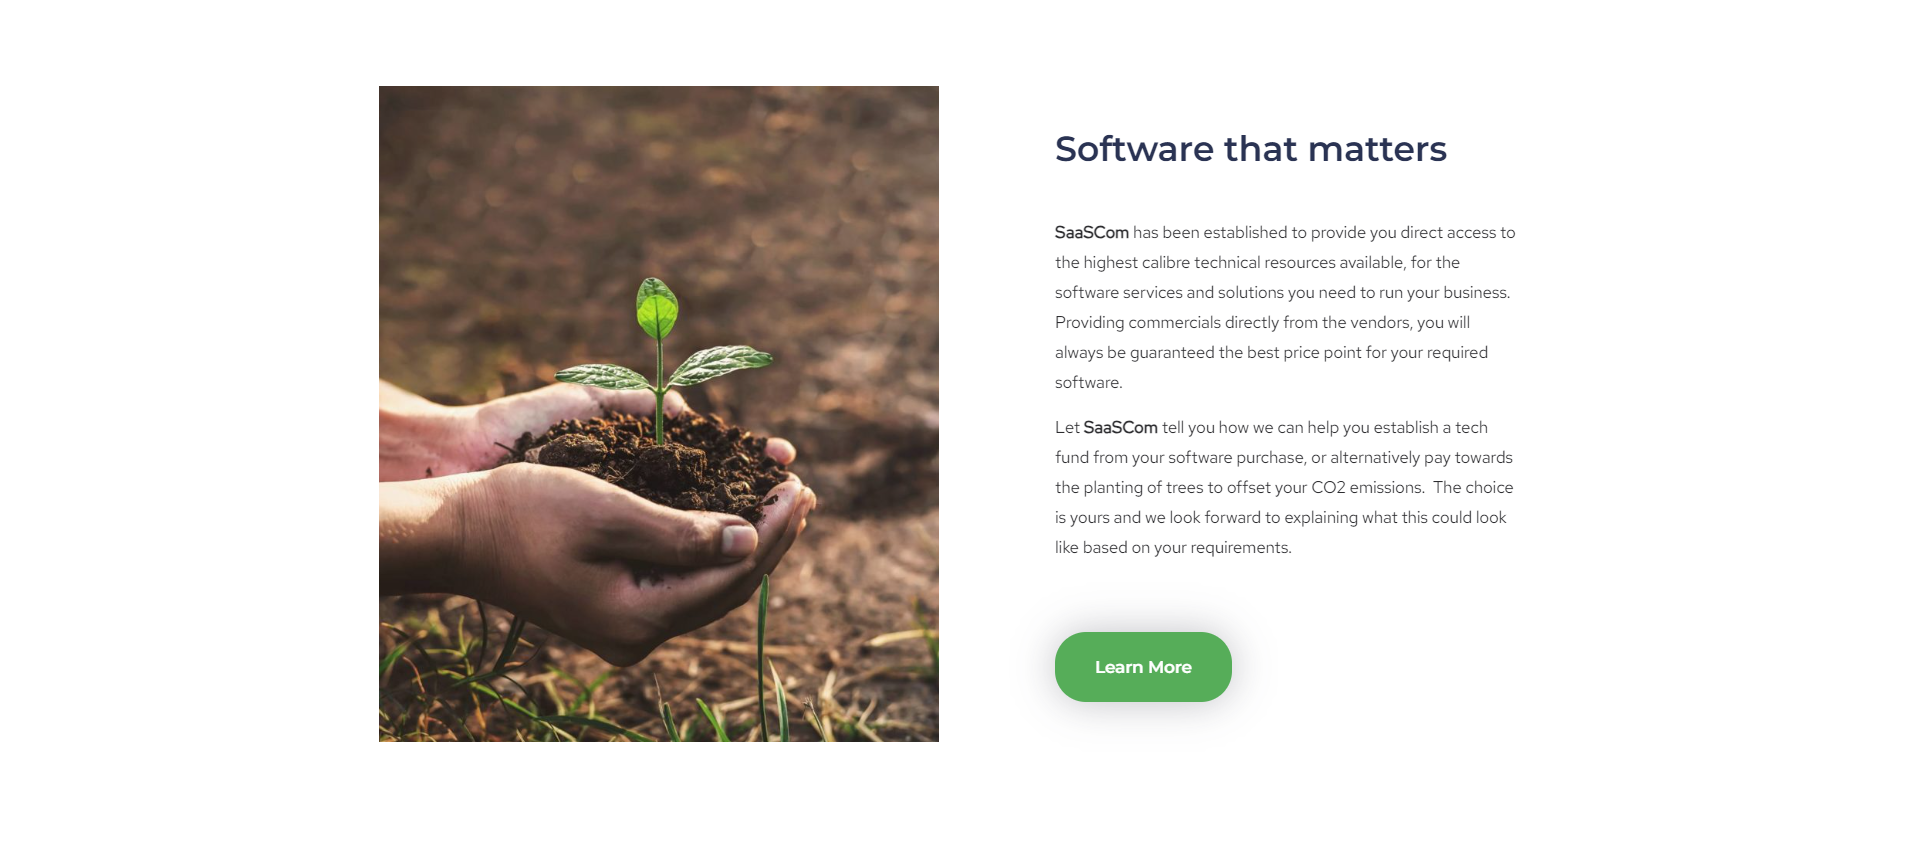 Software that matters
SaaSCom has been established to provide you direct access to
the highest calibre technical resources available, for the
software services and solutions you need to run your business.
Providing commercials directly from the vendors, you will
always be guaranteed the best price point for your required
software.
Let SaaSCom tell you how we can help you establish a tech
fund from your software purchase, or alternatively pay towards
the planting of trees to offset your CO2 emissions.  The choice
is yours and we look forward to explaining what this could look
like based on your requirements.
Learn More